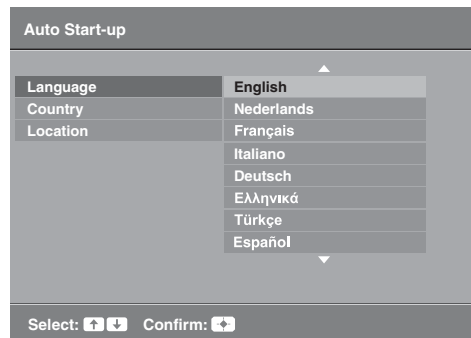 Auto Start-up
Language
Country
Location
English
Nederlands
Français
Italiano
Deutsch
Ελληνικά
Türkçe
Español
Select: Confirm: